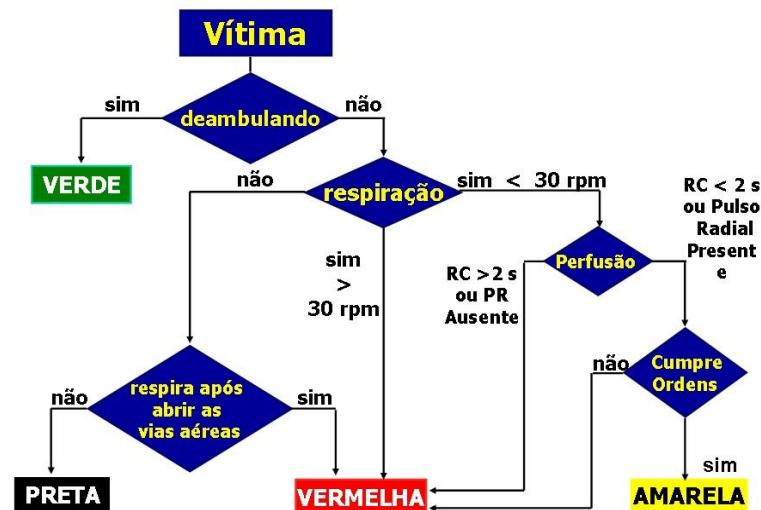 Vítima
sim
deambulando
não
VERDE
não
respiração
sim < 30 rpm
RC < 2 s
ou Pulso
Radial
Present
e
sim
>
30 rpm
RC >2 s
ou PR
Ausente
Perfusão
não
respira após
abrir as
vias aéreas
sim
não
Cumpre
Ordens
sim
PRETA
VERMELHA
AMARELA